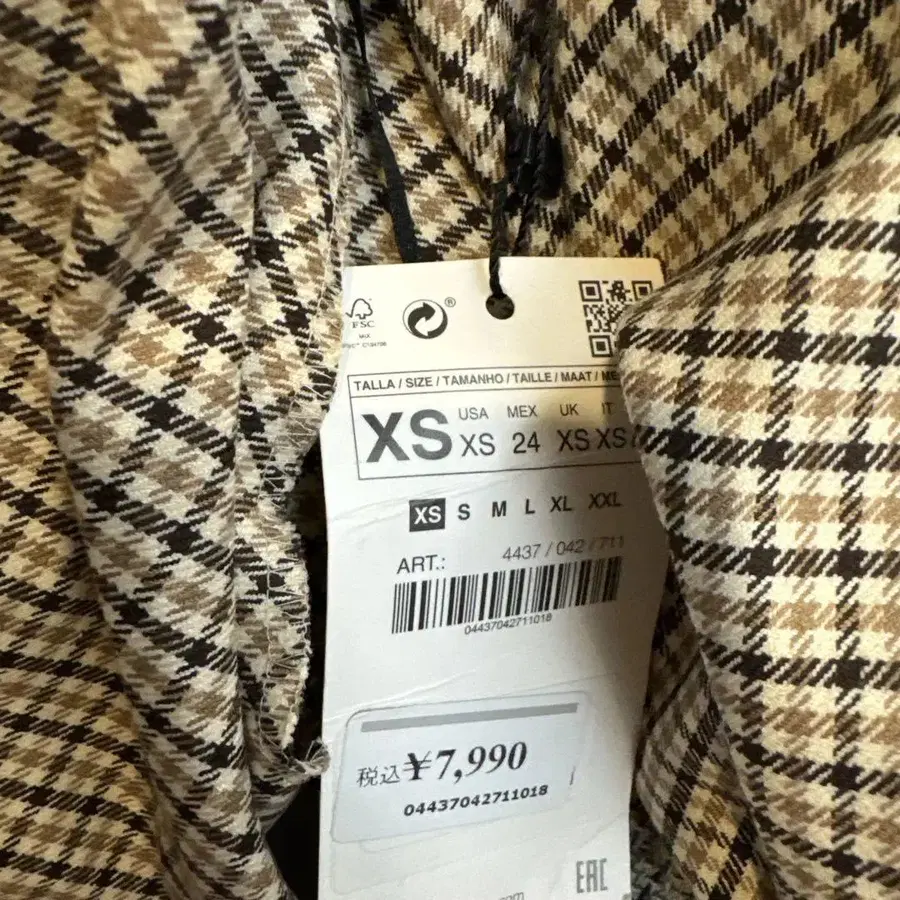 FSC
MIX
®
TALLA / SIZE / TAMANHO / TAILLE / MAAT /
XS USA MEX UK IT
XS 24 XS XS
XS S M L XL XXL
ART.: 4437 / 042 / 711
04437042711018
税込¥7,990
04437042711018
EAC
.com